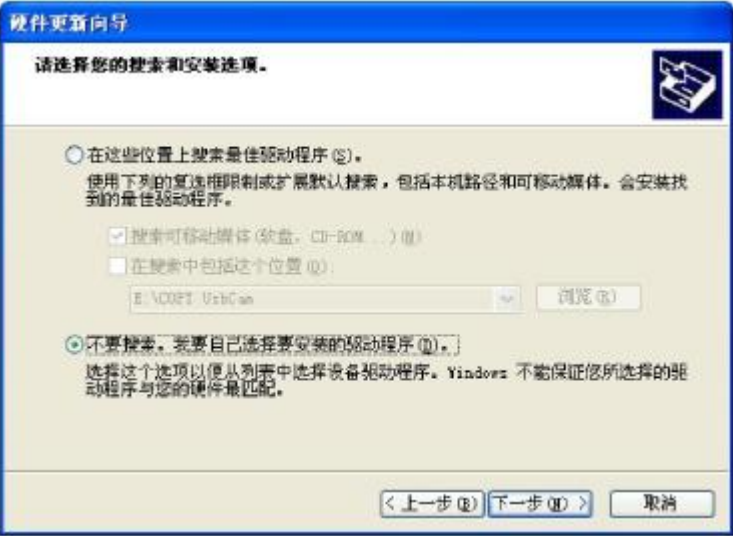 硬件更新向导
请选择您的搜索和安装选项。
在这些位置上搜索最佳驱动程序(S)。
使用下列的复选框限制或扩展默认搜索,包括本机路径和可移动媒体。会安装找
到的最佳驱动程序。
搜索可移动媒体(软盘、CD-ROM...)(M)
在搜索中包括这个位置(O):
E:\COPY UsbCam
浏览(R)
不要搜索。我要自己选择要安装的驱动程序(D)。
选择这个选项以便从列表中选择设备驱动程序。Windows 不能保证您所选择的驱
动程序与您的硬件最匹配。
< 上一步(B)
下一步(N) >
取消